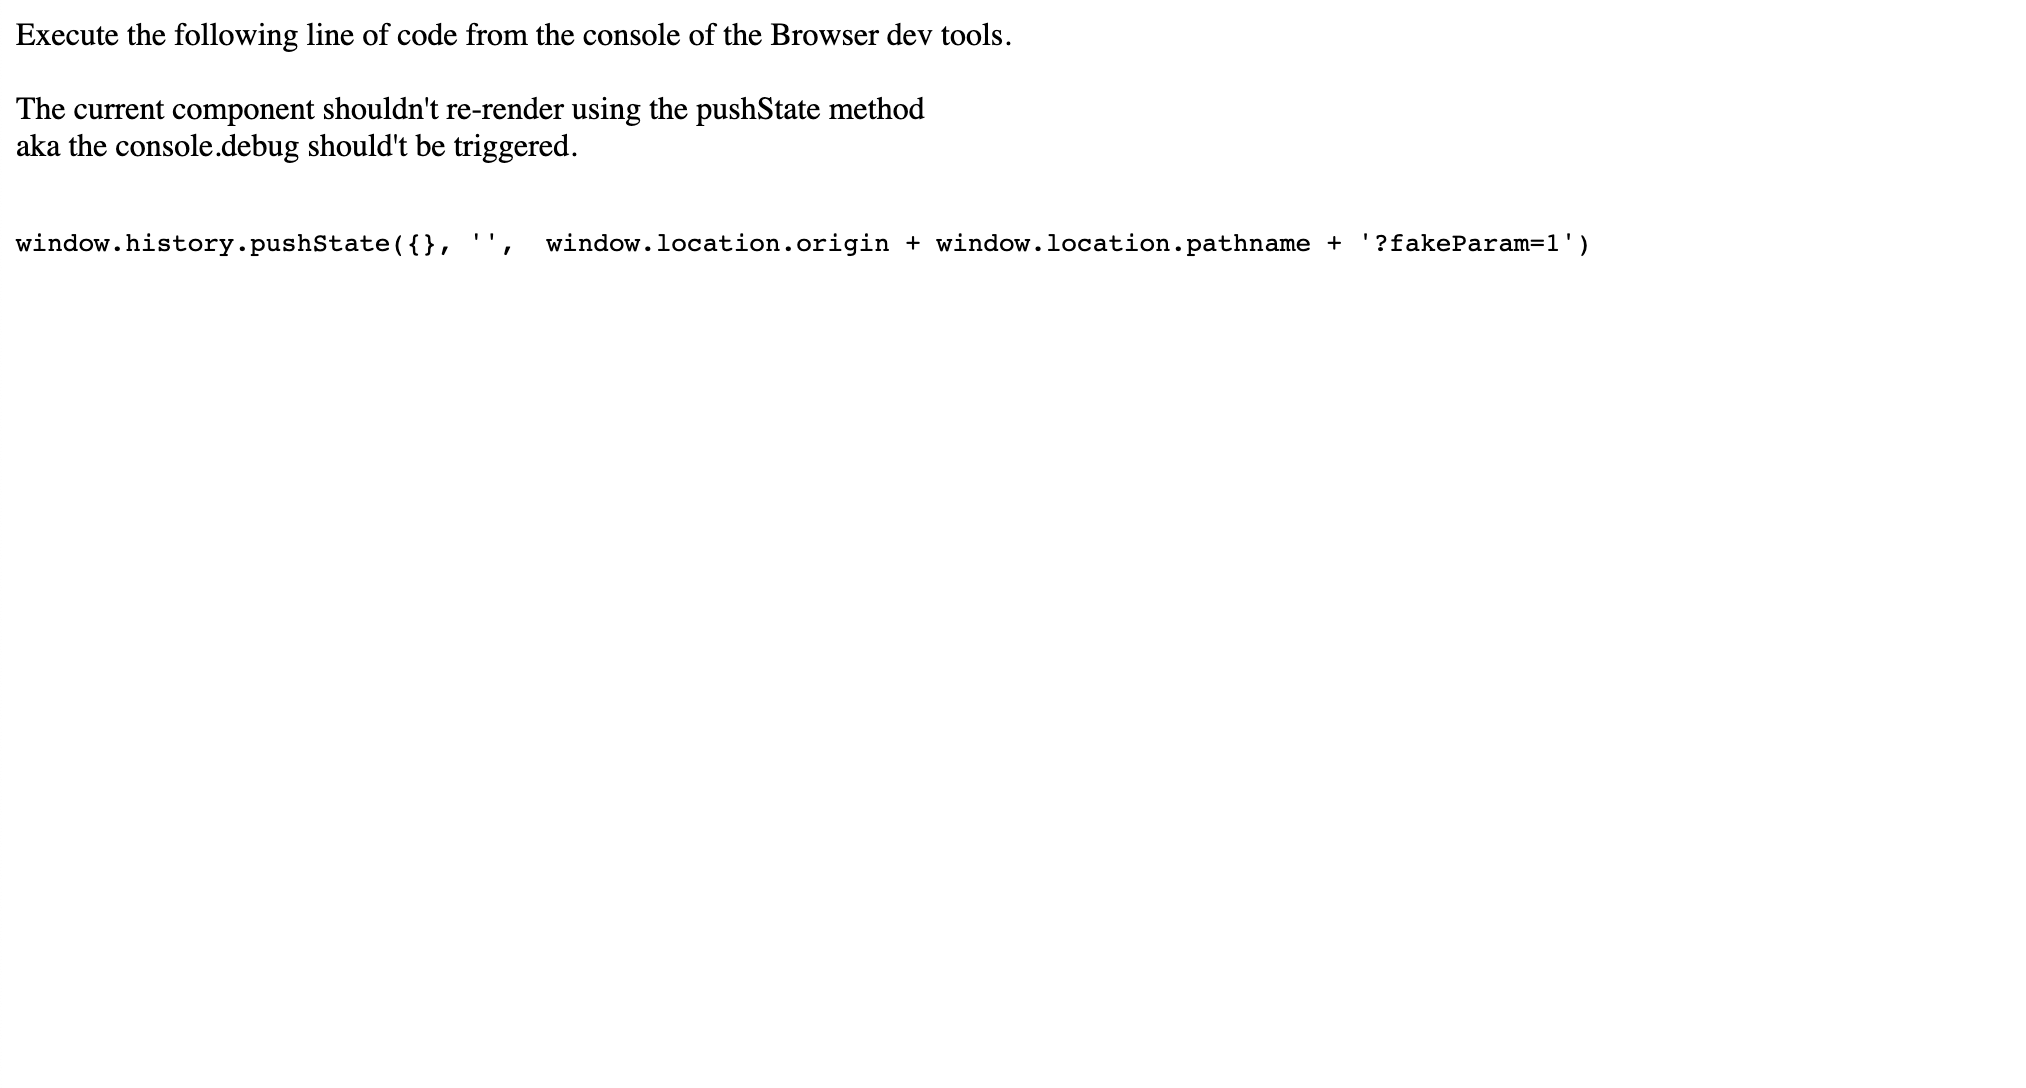 Execute the following line of code from the console of the Browser dev tools.
The current component shouldn't re-render using the pushState method
aka the console.debug should't be triggered.
window.history.pushState({}, '',  window.location.origin + window.location.pathname + '?fakeParam=1')